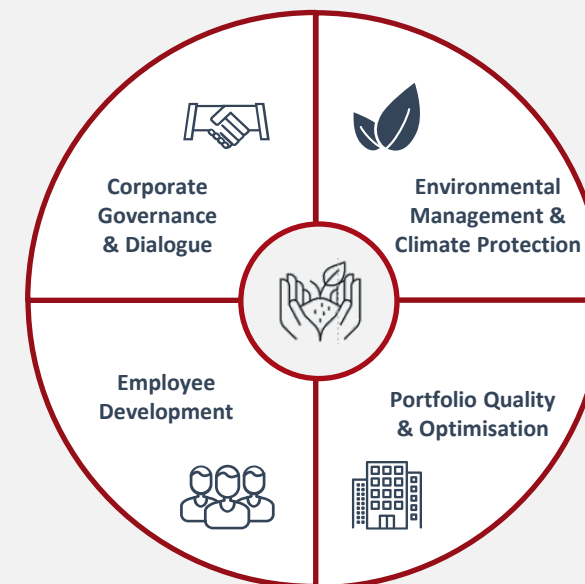 Corporate
Governance
& Dialogue
Environmental
Management &
Climate Protection
Employee
Development
Portfolio Quality
& Optimisation